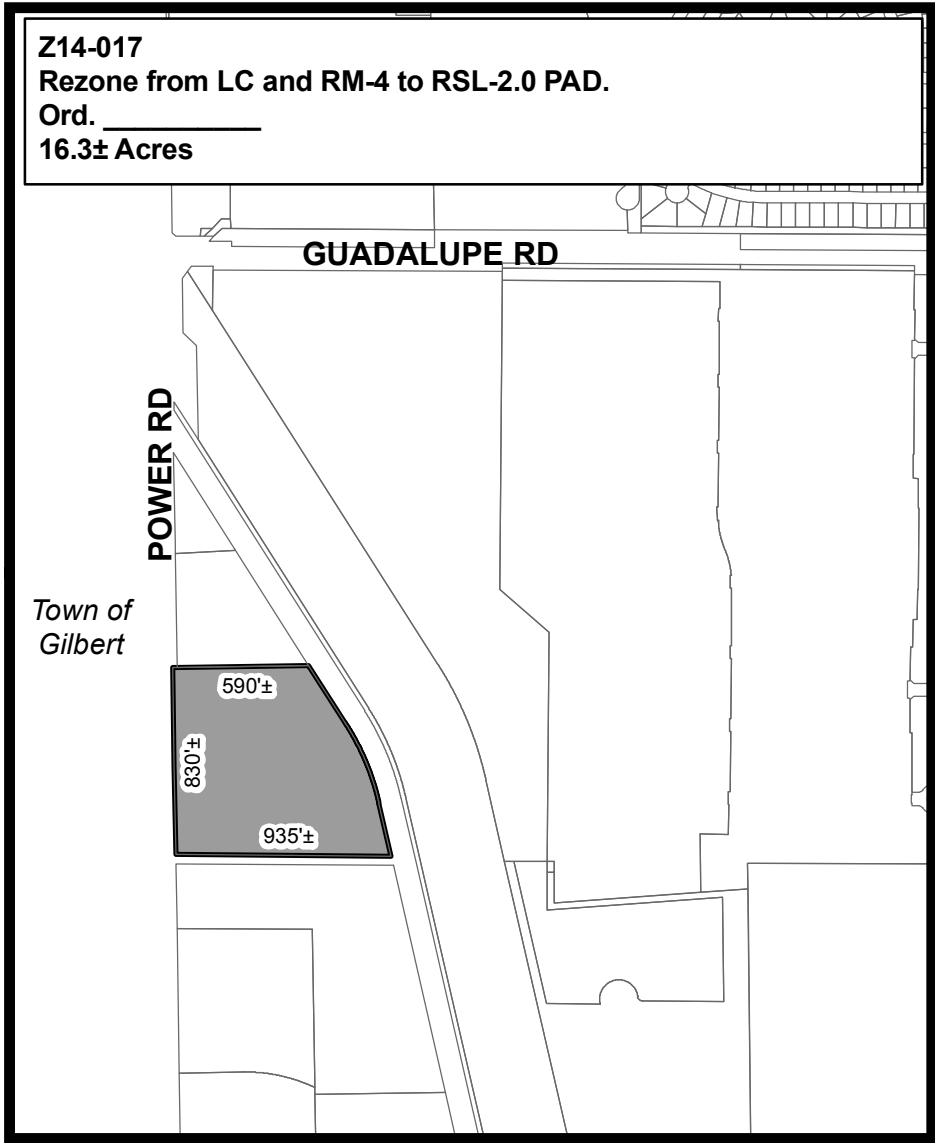 Z14-017
Rezone from LC and RM-4 to RSL-2.0 PAD.
Ord. __________
16.3± Acres
GUADALUPE RD
POWER RD
Town of
Gilbert
590'±
830'±
935'±